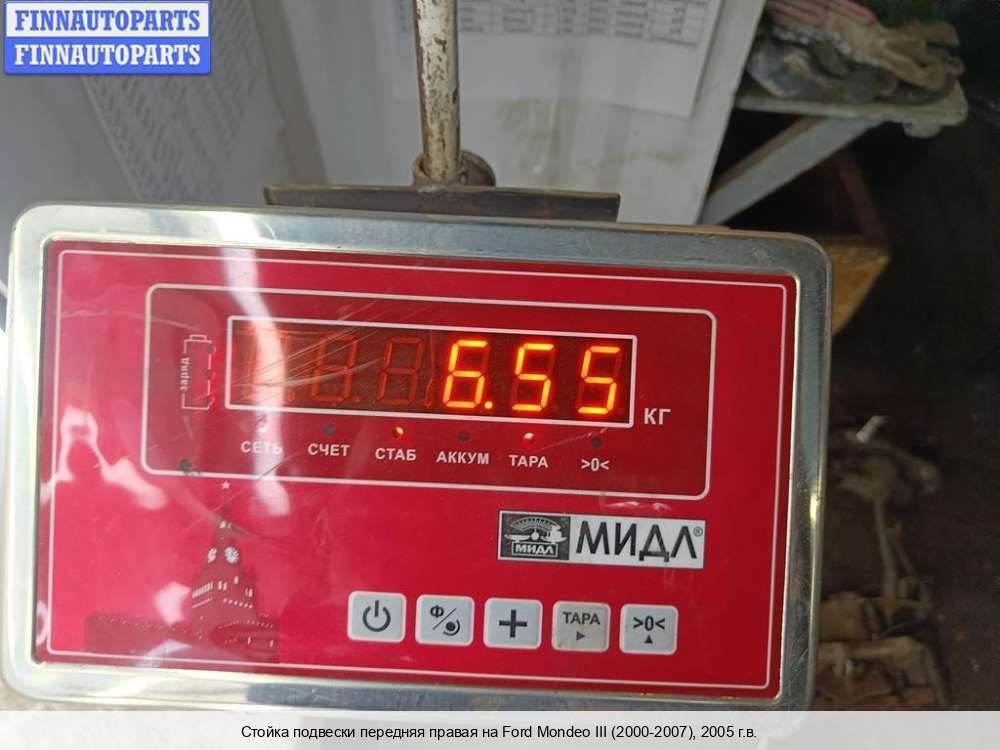 FINNAUTOPARTS
FINNAUTOPARTS
заряд
6.55
КГ
СЕТЬ СЧЕТ СТАБ АККУМ ТАРА >0<
МИДЛ МИДЛ®
Ф/ + ТАРА >0<
Стойка подвески передняя правая на Ford Mondeo III (2000-2007), 2005 г.в.